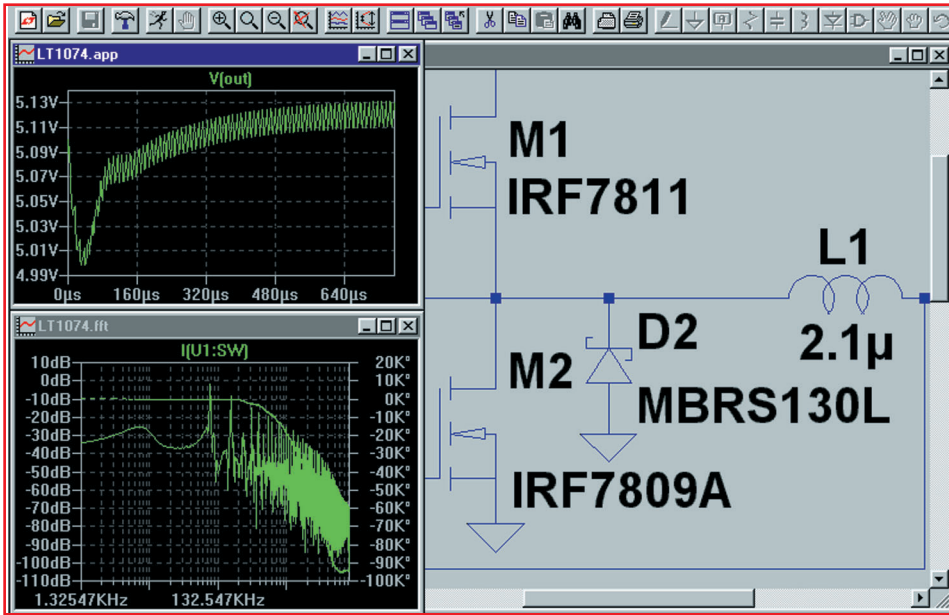 LT1074.app
V(out)
5.13V
5.11V
5.09V
5.07V
5.05V
5.03V
5.01V
4.99V
0µs 160µs 320µs 480µs 640µs
LT1074.fft
I(U1:SW)
10dB 20K°
0dB 10K°
-10dB 0K°
-20dB -10K°
-30dB -20K°
-40dB -30K°
-50dB -40K°
-60dB -50K°
-70dB -60K°
-80dB -70K°
-90dB -80K°
-100dB -90K°
-110dB -100K°
1.32547KHz 132.547KHz
M1
IRF7811
L1
2.1µ
D2
MBRS130L
M2
IRF7809A